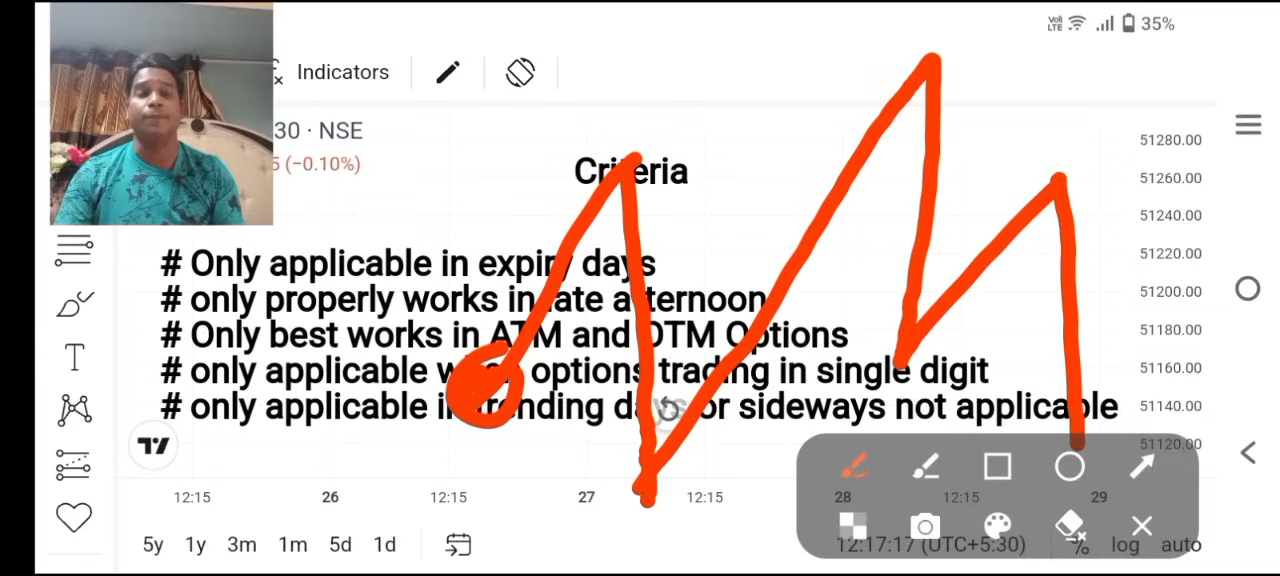 Vo)) LTE 35%
Indicators
30 · NSE
5 (−0.10%)
Criteria
# Only applicable in expiry days
# only properly works in late afternoon
# Only best works in ATM and OTM Options
# only applicable when options trading in single digit
# only applicable in trending days for sideways not applicable
51280.00
51260.00
51240.00
51220.00
51200.00
51180.00
51160.00
51140.00
51120.00
12:15 26 12:15 27 12:15 28 12:15 29
5y 1y 3m 1m 5d 1d 12:17:17 (UTC+5:30) % log auto